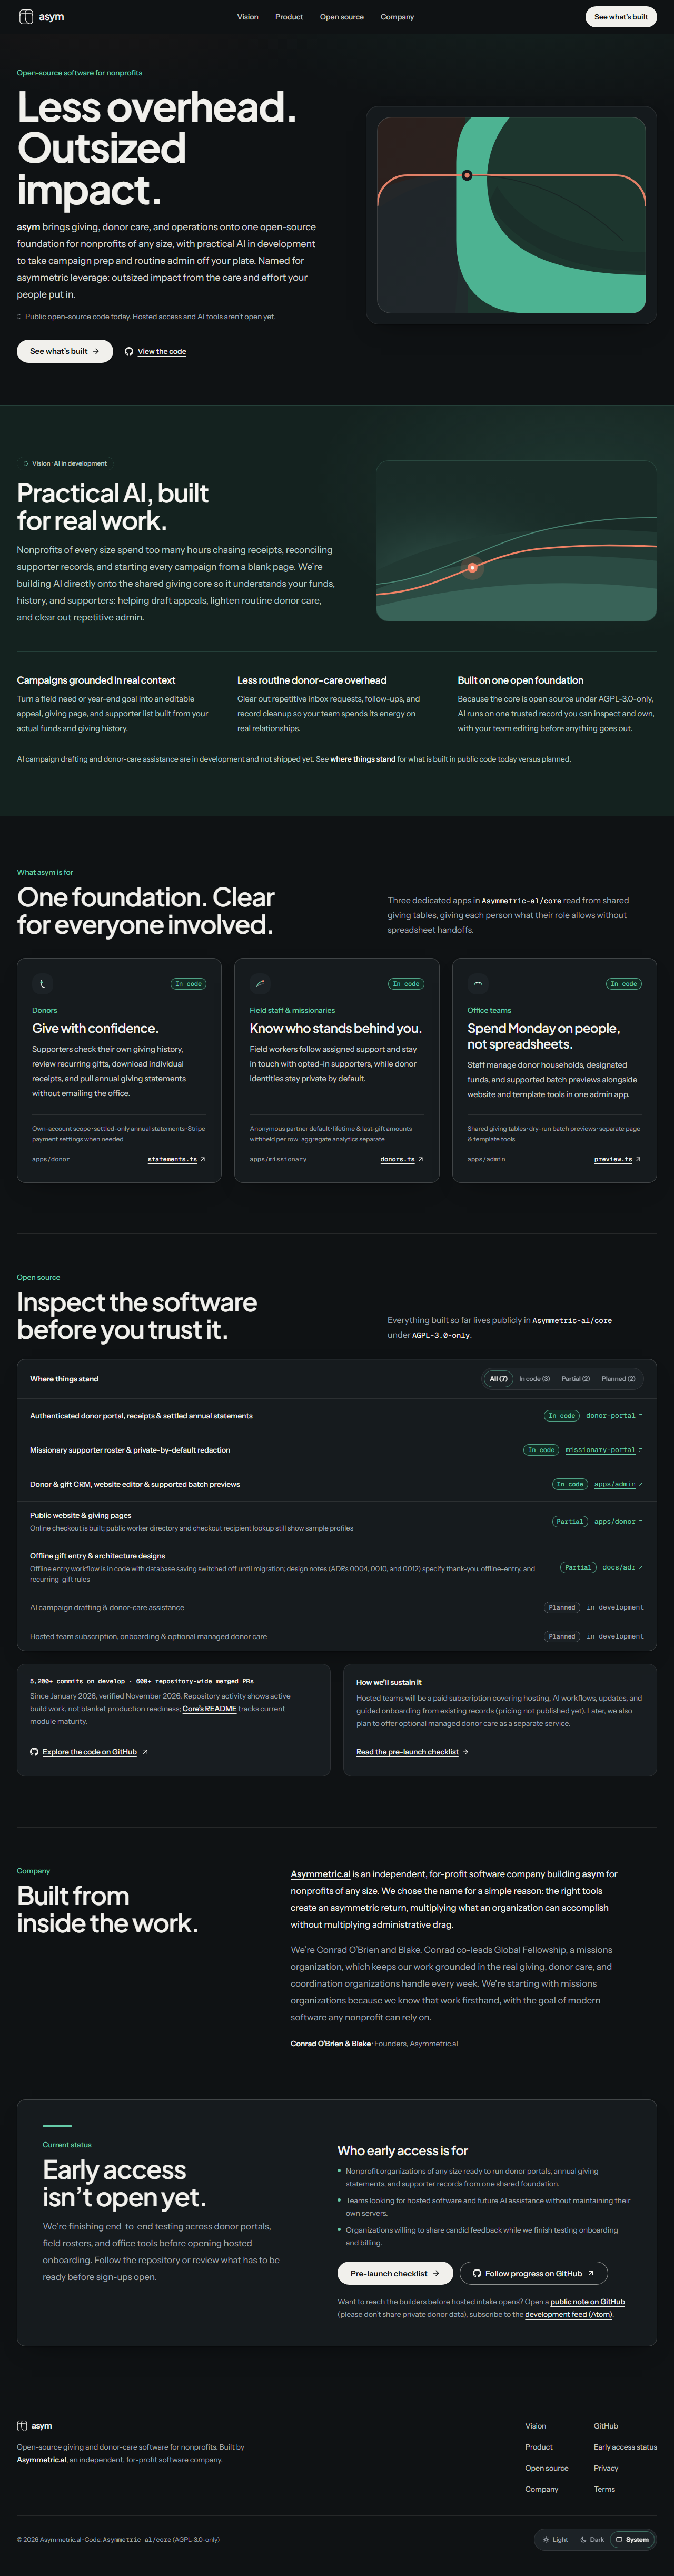 asym
Vision
Product
Open source
Company
See what's built
Open-source software for nonprofits
Less overhead.
Outsized
impact.
asym brings giving, donor care, and operations onto one open-source
foundation for nonprofits of any size, with practical AI in development
to take campaign prep and routine admin off your plate. Named for
asymmetric leverage: outsized impact from the care and effort your
people put in.
Public open-source code today. Hosted access and AI tools aren't open yet.
See what's built →
View the code
Vision · AI in development
Practical AI, built
for real work.
Nonprofits of every size spend too many hours chasing receipts, reconciling
supporter records, and starting every campaign from a blank page. We're
building AI directly onto the shared giving core so it understands your funds,
history, and supporters: helping draft appeals, lighten routine donor care,
and clear out repetitive admin.
Campaigns grounded in real context
Turn a field need or year-end goal into an editable
appeal, giving page, and supporter list built from your
actual funds and giving history.
Less routine donor-care overhead
Clear out repetitive inbox requests, follow-ups, and
record cleanup so your team spends its energy on
real relationships.
Built on one open foundation
Because the core is open source under AGPL-3.0-only,
AI runs on one trusted record you can inspect and own,
with your team editing before anything goes out.
AI campaign drafting and donor-care assistance are in development and not shipped yet. See where things stand for what is built in public code today versus planned.
What asym is for
One foundation. Clear
for everyone involved.
Three dedicated apps in Asymmetric-al/core read from shared
giving tables, giving each person what their role allows without
spreadsheet handoffs.
In code
Donors
Give with confidence.
Supporters check their own giving history,
review recurring gifts, download individual
receipts, and pull annual giving statements
without emailing the office.
Own-account scope · settled-only annual statements · Stripe
payment settings when needed
apps/donor
statements.ts ↗
In code
Field staff & missionaries
Know who stands behind you.
Field workers follow assigned support and stay
in touch with opted-in supporters, while donor
identities stay private by default.
Anonymous partner default · lifetime & last-gift amounts
withheld per row · aggregate analytics separate
apps/missionary
donors.ts ↗
In code
Office teams
Spend Monday on people,
not spreadsheets.
Staff manage donor households, designated
funds, and supported batch previews alongside
website and template tools in one admin app.
Shared giving tables · dry-run batch previews · separate page
& template tools
apps/admin
preview.ts ↗
Open source
Inspect the software
before you trust it.
Everything built so far lives publicly in Asymmetric-al/core
under AGPL-3.0-only.
Where things stand
All (7)
In code (3)
Partial (2)
Planned (2)
Authenticated donor portal, receipts & settled annual statements
In code
donor-portal ↗
Missionary supporter roster & private-by-default redaction
In code
missionary-portal ↗
Donor & gift CRM, website editor & supported batch previews
In code
apps/admin ↗
Public website & giving pages
Online checkout is built; public worker directory and checkout recipient lookup still show sample profiles
Partial
apps/donor ↗
Offline gift entry & architecture designs
Offline entry workflow is in code with database saving switched off until migration; design notes (ADRs 0004, 0010, and 0012) specify thank-you, offline-entry, and
recurring-gift rules
Partial
docs/adr ↗
AI campaign drafting & donor-care assistance
Planned
in development
Hosted team subscription, onboarding & optional managed donor care
Planned
in development
5,200+ commits on develop · 600+ repository-wide merged PRs
Since January 2026, verified November 2026. Repository activity shows active
build work, not blanket production readiness; Core's README tracks current
module maturity.
Explore the code on GitHub ↗
How we'll sustain it
Hosted teams will be a paid subscription covering hosting, AI workflows, updates, and
guided onboarding from existing records (pricing not published yet). Later, we also
plan to offer optional managed donor care as a separate service.
Read the pre-launch checklist →
Company
Built from
inside the work.
Asymmetric.al is an independent, for-profit software company building asym for
nonprofits of any size. We chose the name for a simple reason: the right tools
create an asymmetric return, multiplying what an organization can accomplish
without multiplying administrative drag.
We're Conrad O'Brien and Blake. Conrad co-leads Global Fellowship, a missions
organization, which keeps our work grounded in the real giving, donor care, and
coordination organizations handle every week. We're starting with missions
organizations because we know that work firsthand, with the goal of modern
software any nonprofit can rely on.
Conrad O'Brien & Blake · Founders, Asymmetric.al
Current status
Early access
isn't open yet.
We're finishing end-to-end testing across donor portals,
field rosters, and office tools before opening hosted
onboarding. Follow the repository or review what has to be
ready before sign-ups open.
Who early access is for
Nonprofit organizations of any size ready to run donor portals, annual giving
statements, and supporter records from one shared foundation.
Teams looking for hosted software and future AI assistance without maintaining their
own servers.
Organizations willing to share candid feedback while we finish testing onboarding
and billing.
Pre-launch checklist →
Follow progress on GitHub ↗
Want to reach the builders before hosted intake opens? Open a public note on GitHub
(please don't share private donor data), subscribe to the development feed (Atom).
asym
Open-source giving and donor-care software for nonprofits. Built by
Asymmetric.al, an independent, for-profit software company.
Vision
Product
Open source
Company
GitHub
Early access status
Privacy
Terms
© 2026 Asymmetric.al · Code: Asymmetric-al/core (AGPL-3.0-only)
Light
Dark
System